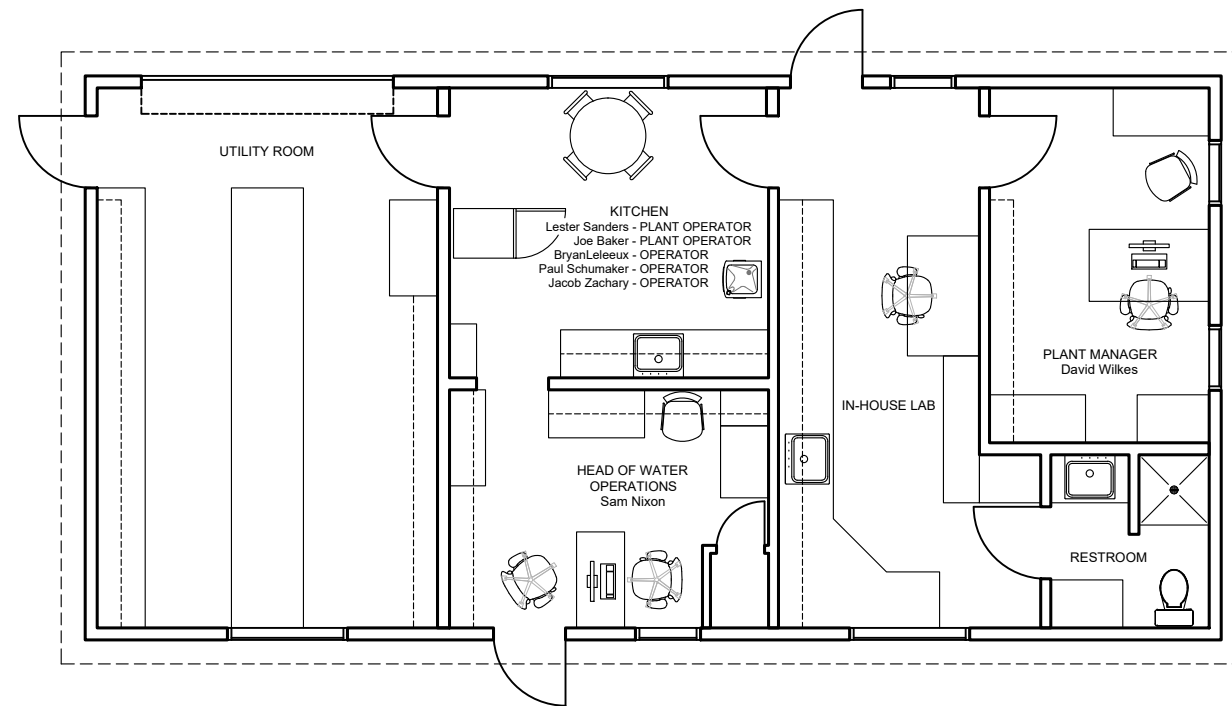 UTILITY ROOM
KITCHEN
Lester Sanders - PLANT OPERATOR
Joe Baker - PLANT OPERATOR
BryanLeleeux - OPERATOR
Paul Schumaker - OPERATOR
Jacob Zachary - OPERATOR
PLANT MANAGER
David Wilkes
IN-HOUSE LAB
HEAD OF WATER
OPERATIONS
Sam Nixon
RESTROOM